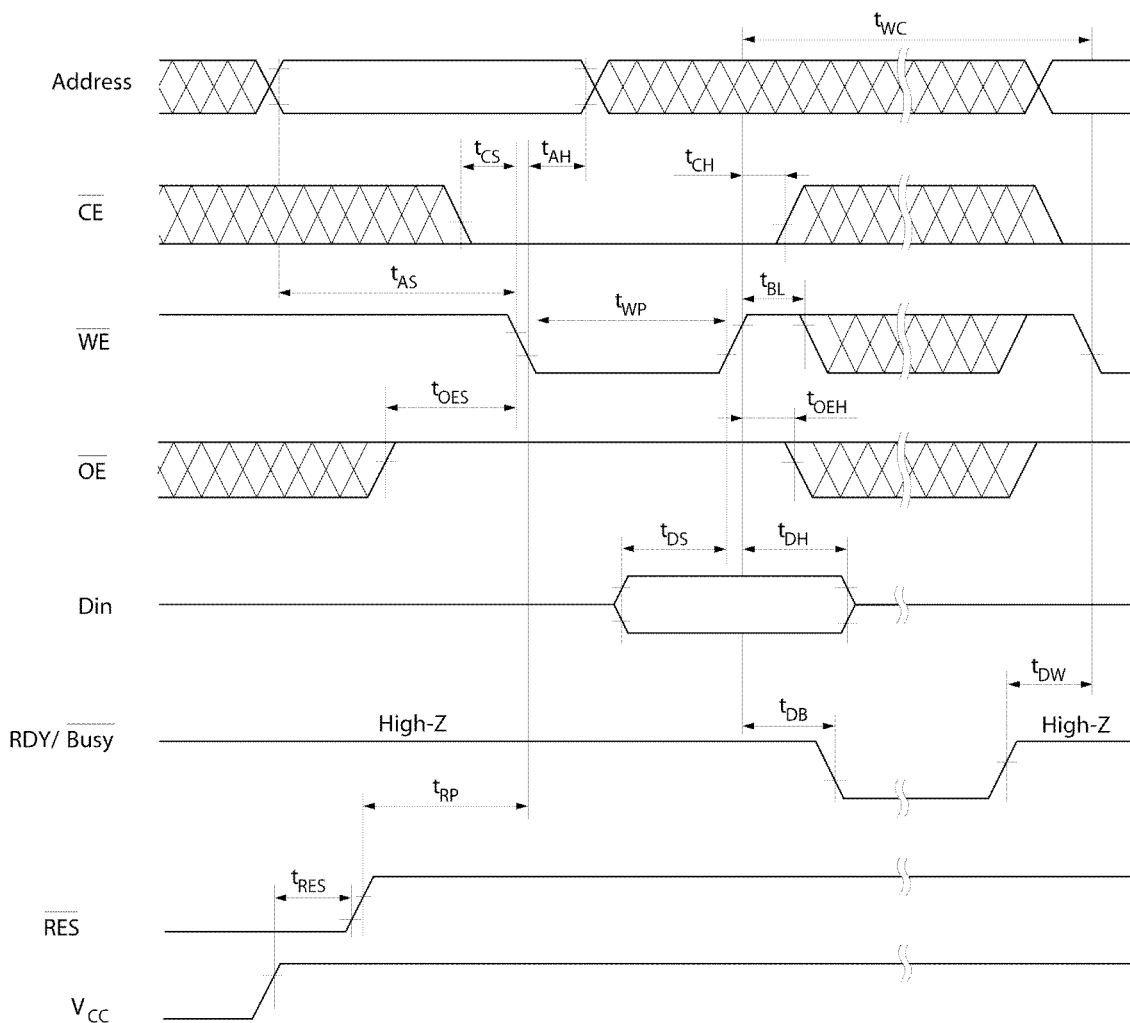 tWC
Address
tCS
tAH
tCH
CE
tAS
tWP
tBL
WE
tOES
tOEH
OE
tDS
tDH
Din
tDW
tDB
RDY/ Busy
High-Z
High-Z
tRP
tRES
RES
VCC